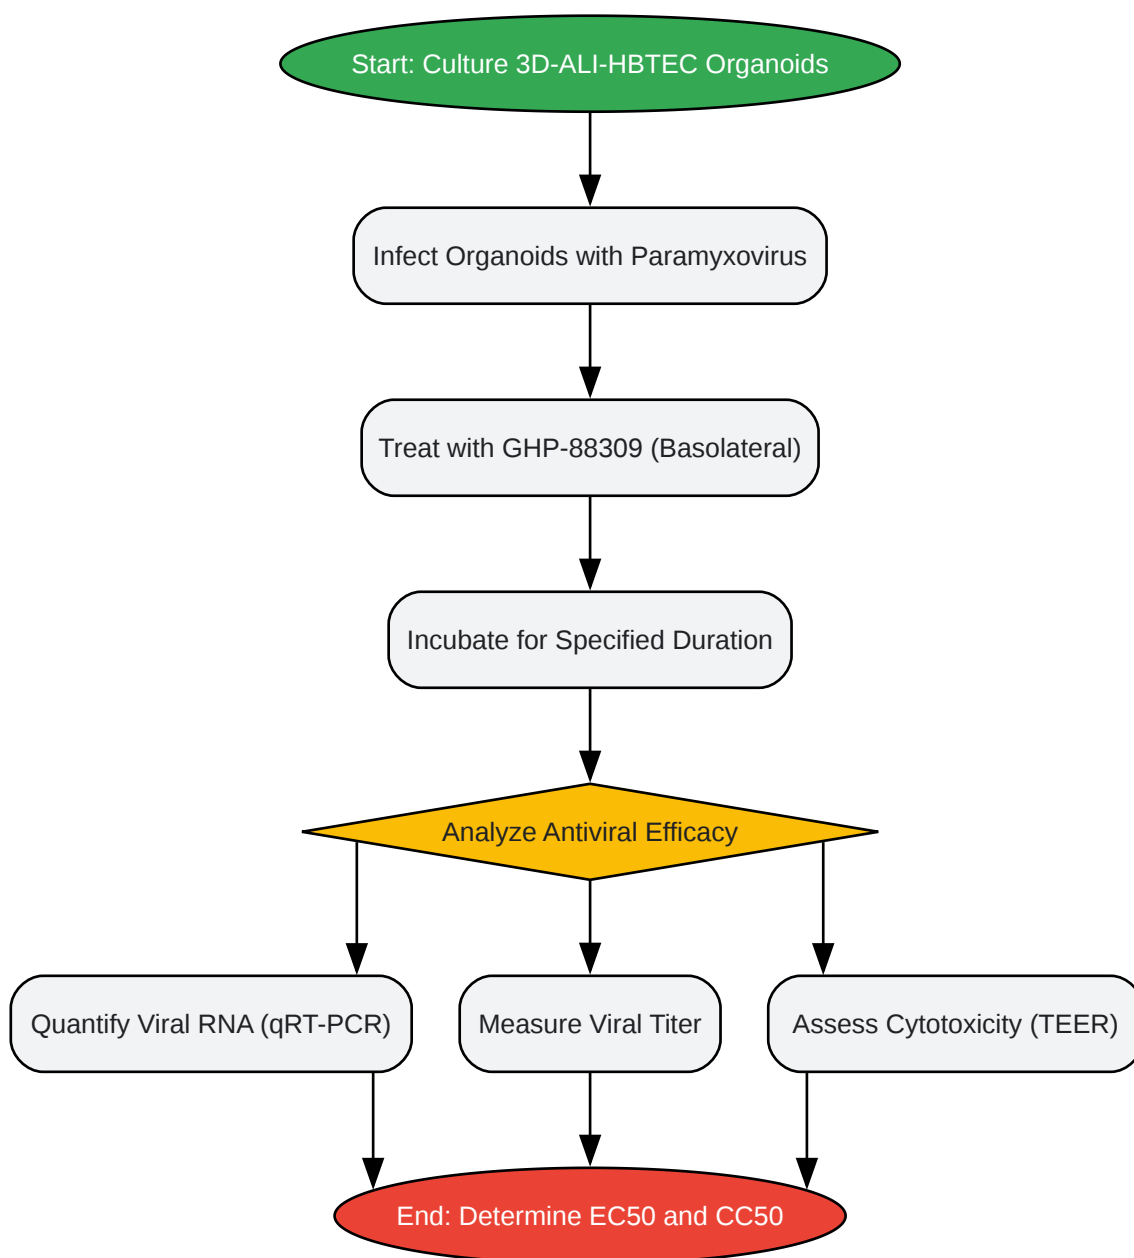 Start: Culture 3D-ALI-HBTEC Organoids
Infect Organoids with Paramyxovirus
Treat with GHP-88309 (Basolateral)
Incubate for Specified Duration
Analyze Antiviral Efficacy
Quantify Viral RNA (qRT-PCR)
Measure Viral Titer
Assess Cytotoxicity (TEER)
End: Determine EC50 and CC50